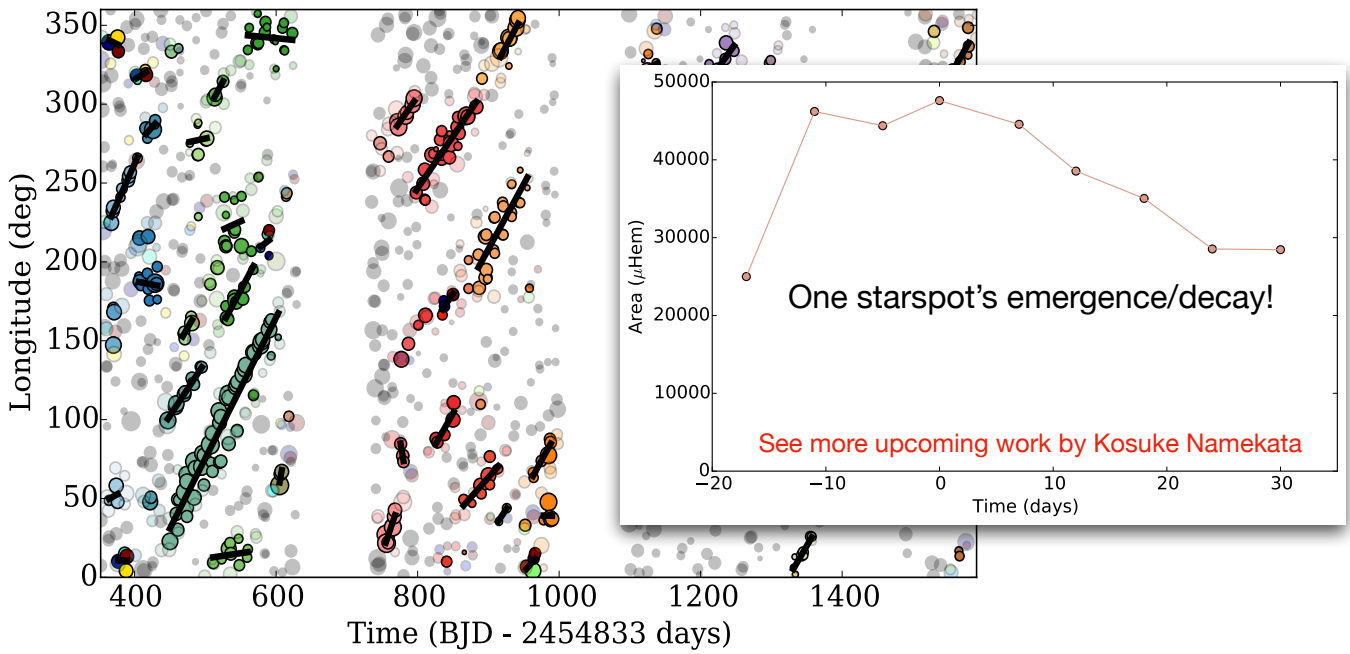 350
300
250
200
150
100
50
0
Longitude (deg)
400 600 800 1000 1200 1400
Time (BJD - 2454833 days)
50000
40000
30000
20000
10000
0
Area (μHem)
One starspot’s emergence/decay!
See more upcoming work by Kosuke Namekata
−20 −10 0 10 20 30
Time (days)